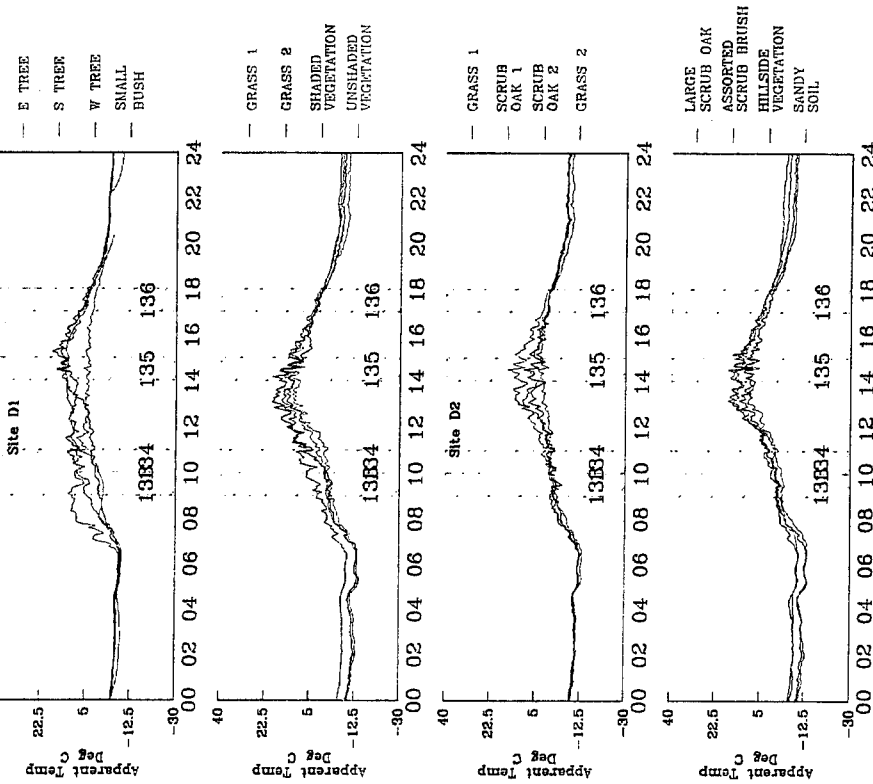 Site D1
22.5
5
-12.5
-30
Apparent Temp
Deg C
00 02 04 06 08 10 12 14 16 18 20 22 24
135
136
E TREE
S TREE
W TREE
SMALL
BUSH
40
22.5
5
-12.5
-30
Apparent Temp
Deg C
00 02 04 06 08 10 12 14 16 18 20 22 24
135
136
GRASS 1
GRASS 2
SHADED
VEGETATION
UNSHADED
VEGETATION
Site D2
40
22.5
5
-12.5
-30
Apparent Temp
Deg C
00 02 04 06 08 10 12 14 16 18 20 22 24
135
136
GRASS 1
SCRUB
OAK 1
SCRUB
OAK 2
GRASS 2
40
22.5
5
-12.5
-30
Apparent Temp
Deg C
00 02 04 06 08 10 12 14 16 18 20 22 24
135
136
LARGE
SCRUB OAK
ASSORTED
SCRUB BRUSH
HILLSIDE
VEGETATION
SANDY
SOIL